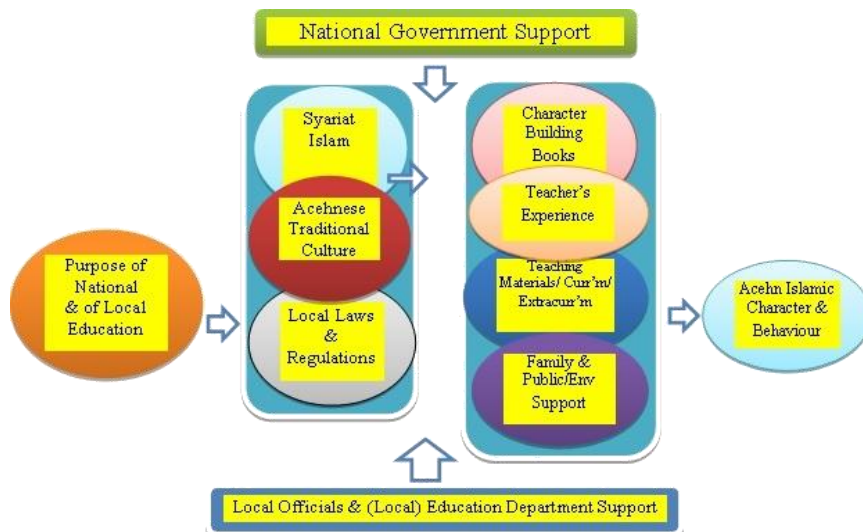 National Government Support
Syariat
Islam
Acehnese
Traditional
Culture
Local Laws
&
Regulations
Character
Building
Books
Teacher's
Experience
Teaching
Materials/ Curr'm/
Extracurr'm
Family &
Public/Env
Support
Purpose of
National
& of Local
Education
Acehn Islamic
Character &
Behaviour
Local Officials & (Local) Education Department Support